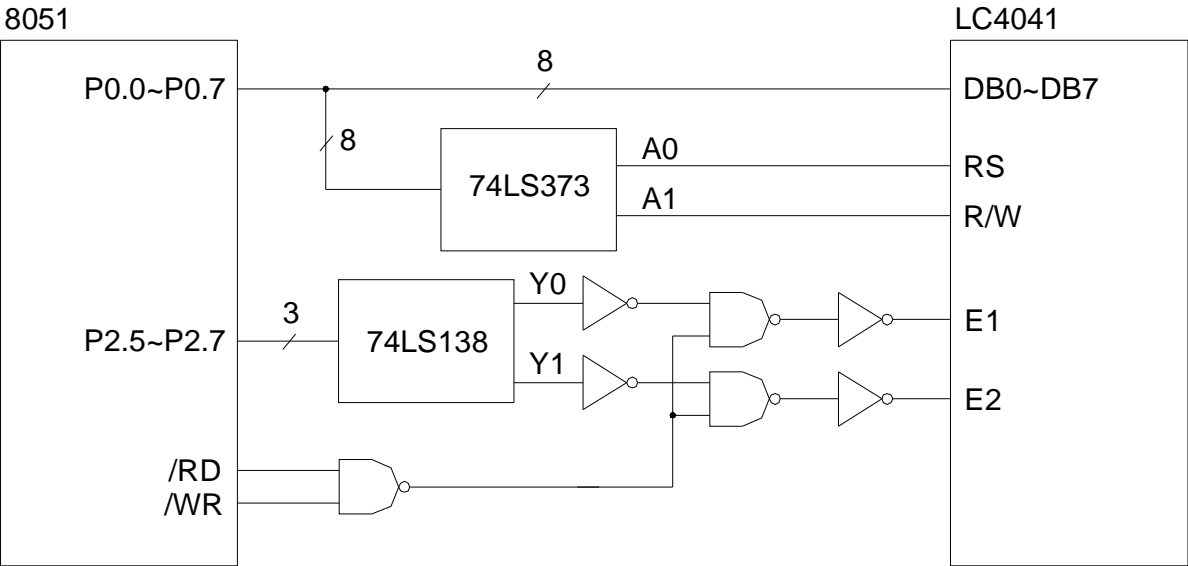 8051
LC4041
P0.0~P0.7
8
DB0~DB7
8
74LS373
A0
RS
A1
R/W
P2.5~P2.7
3
74LS138
Y0
E1
Y1
E2
/RD
/WR